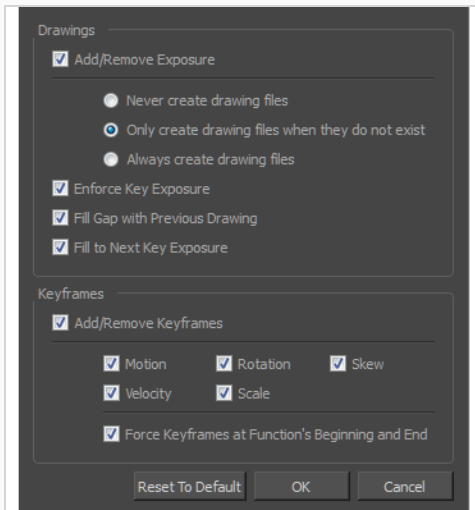 Drawings
Add/Remove Exposure
Never create drawing files
Only create drawing files when they do not exist
Always create drawing files
Enforce Key Exposure
Fill Gap with Previous Drawing
Fill to Next Key Exposure
Keyframes
Add/Remove Keyframes
Motion Rotation Skew
Velocity Scale
Force Keyframes at Function's Beginning and End
Reset To Default OK Cancel